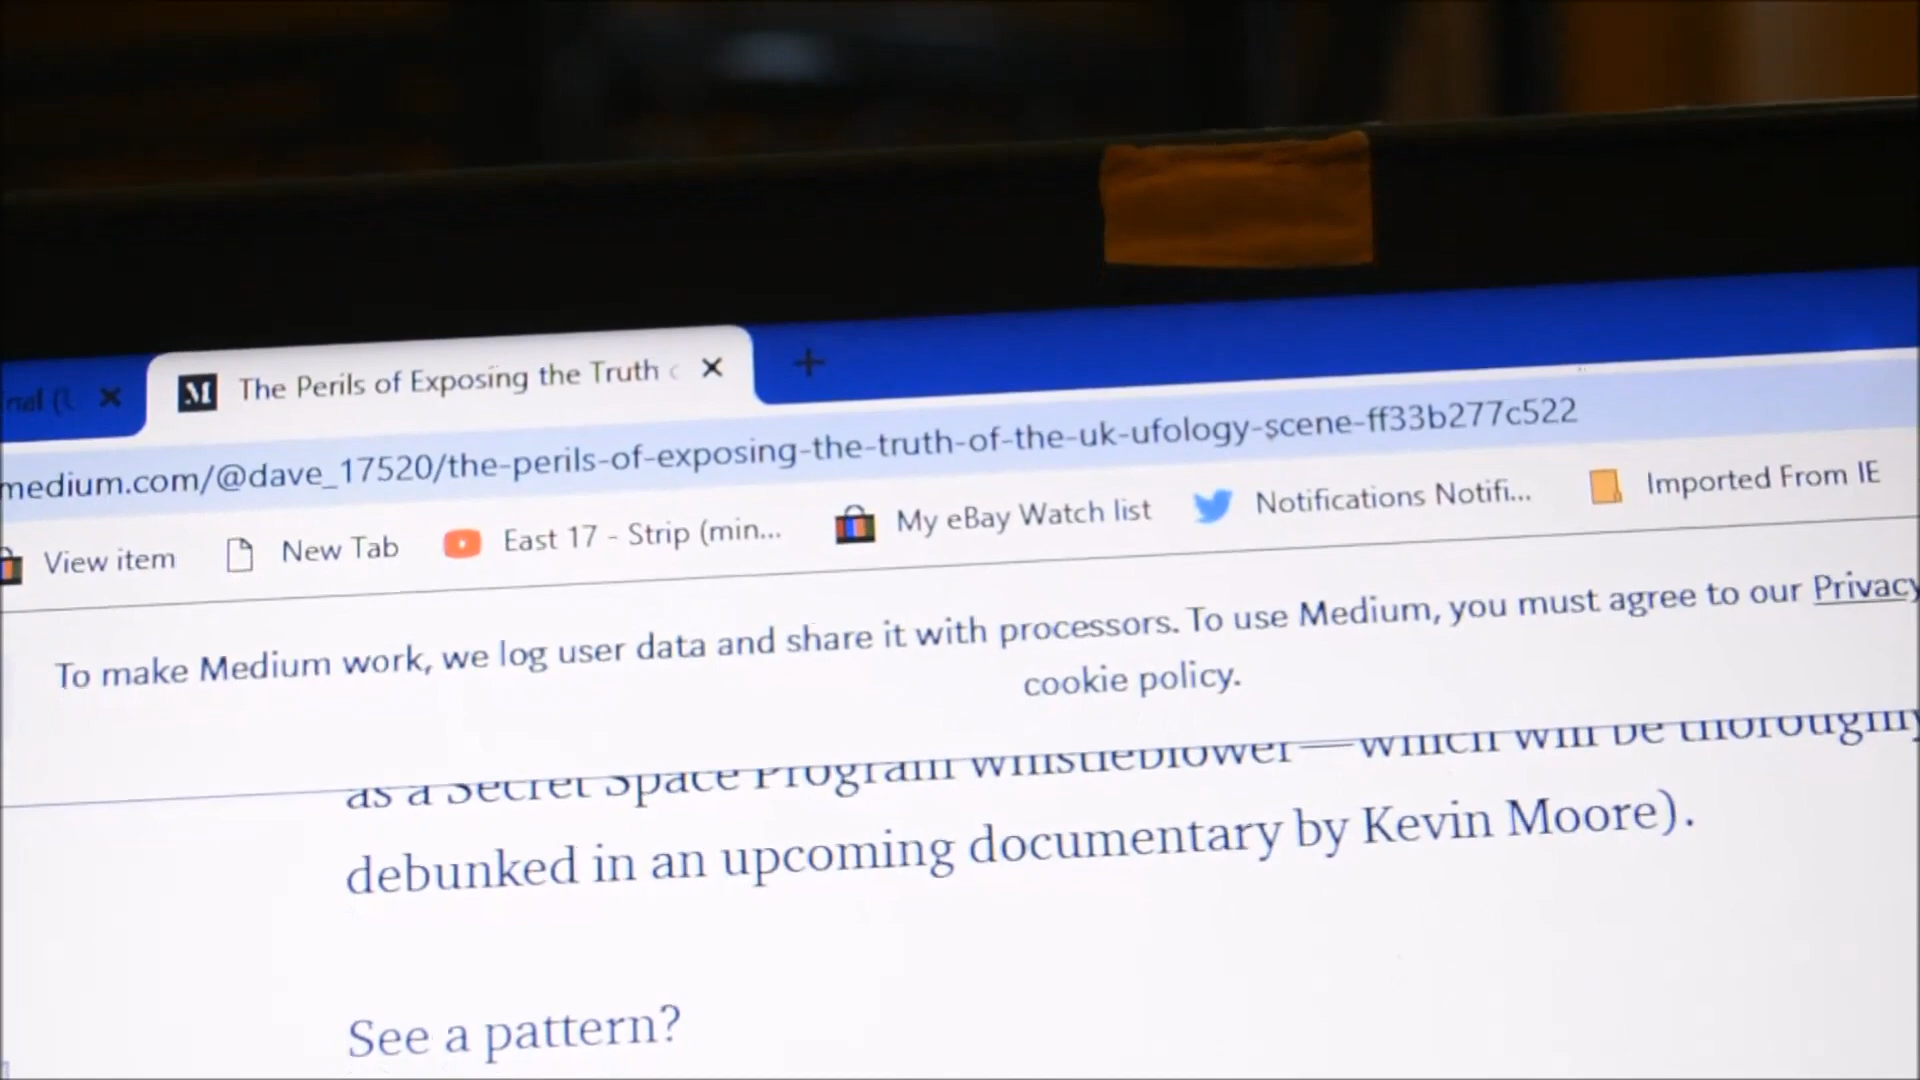 The Perils of Exposing the Truth
medium.com/@dave_17520/the-perils-of-exposing-the-truth-of-the-uk-ufology-scene-ff33b277c522
View item New Tab East 17 - Strip (min... My eBay Watch list Notifications Notifi... Imported From IE
To make Medium work, we log user data and share it with processors. To use Medium, you must agree to our Privacy
cookie policy.
as a Secret Space Program whistleblower—which will be thoroughly
debunked in an upcoming documentary by Kevin Moore).
See a pattern?